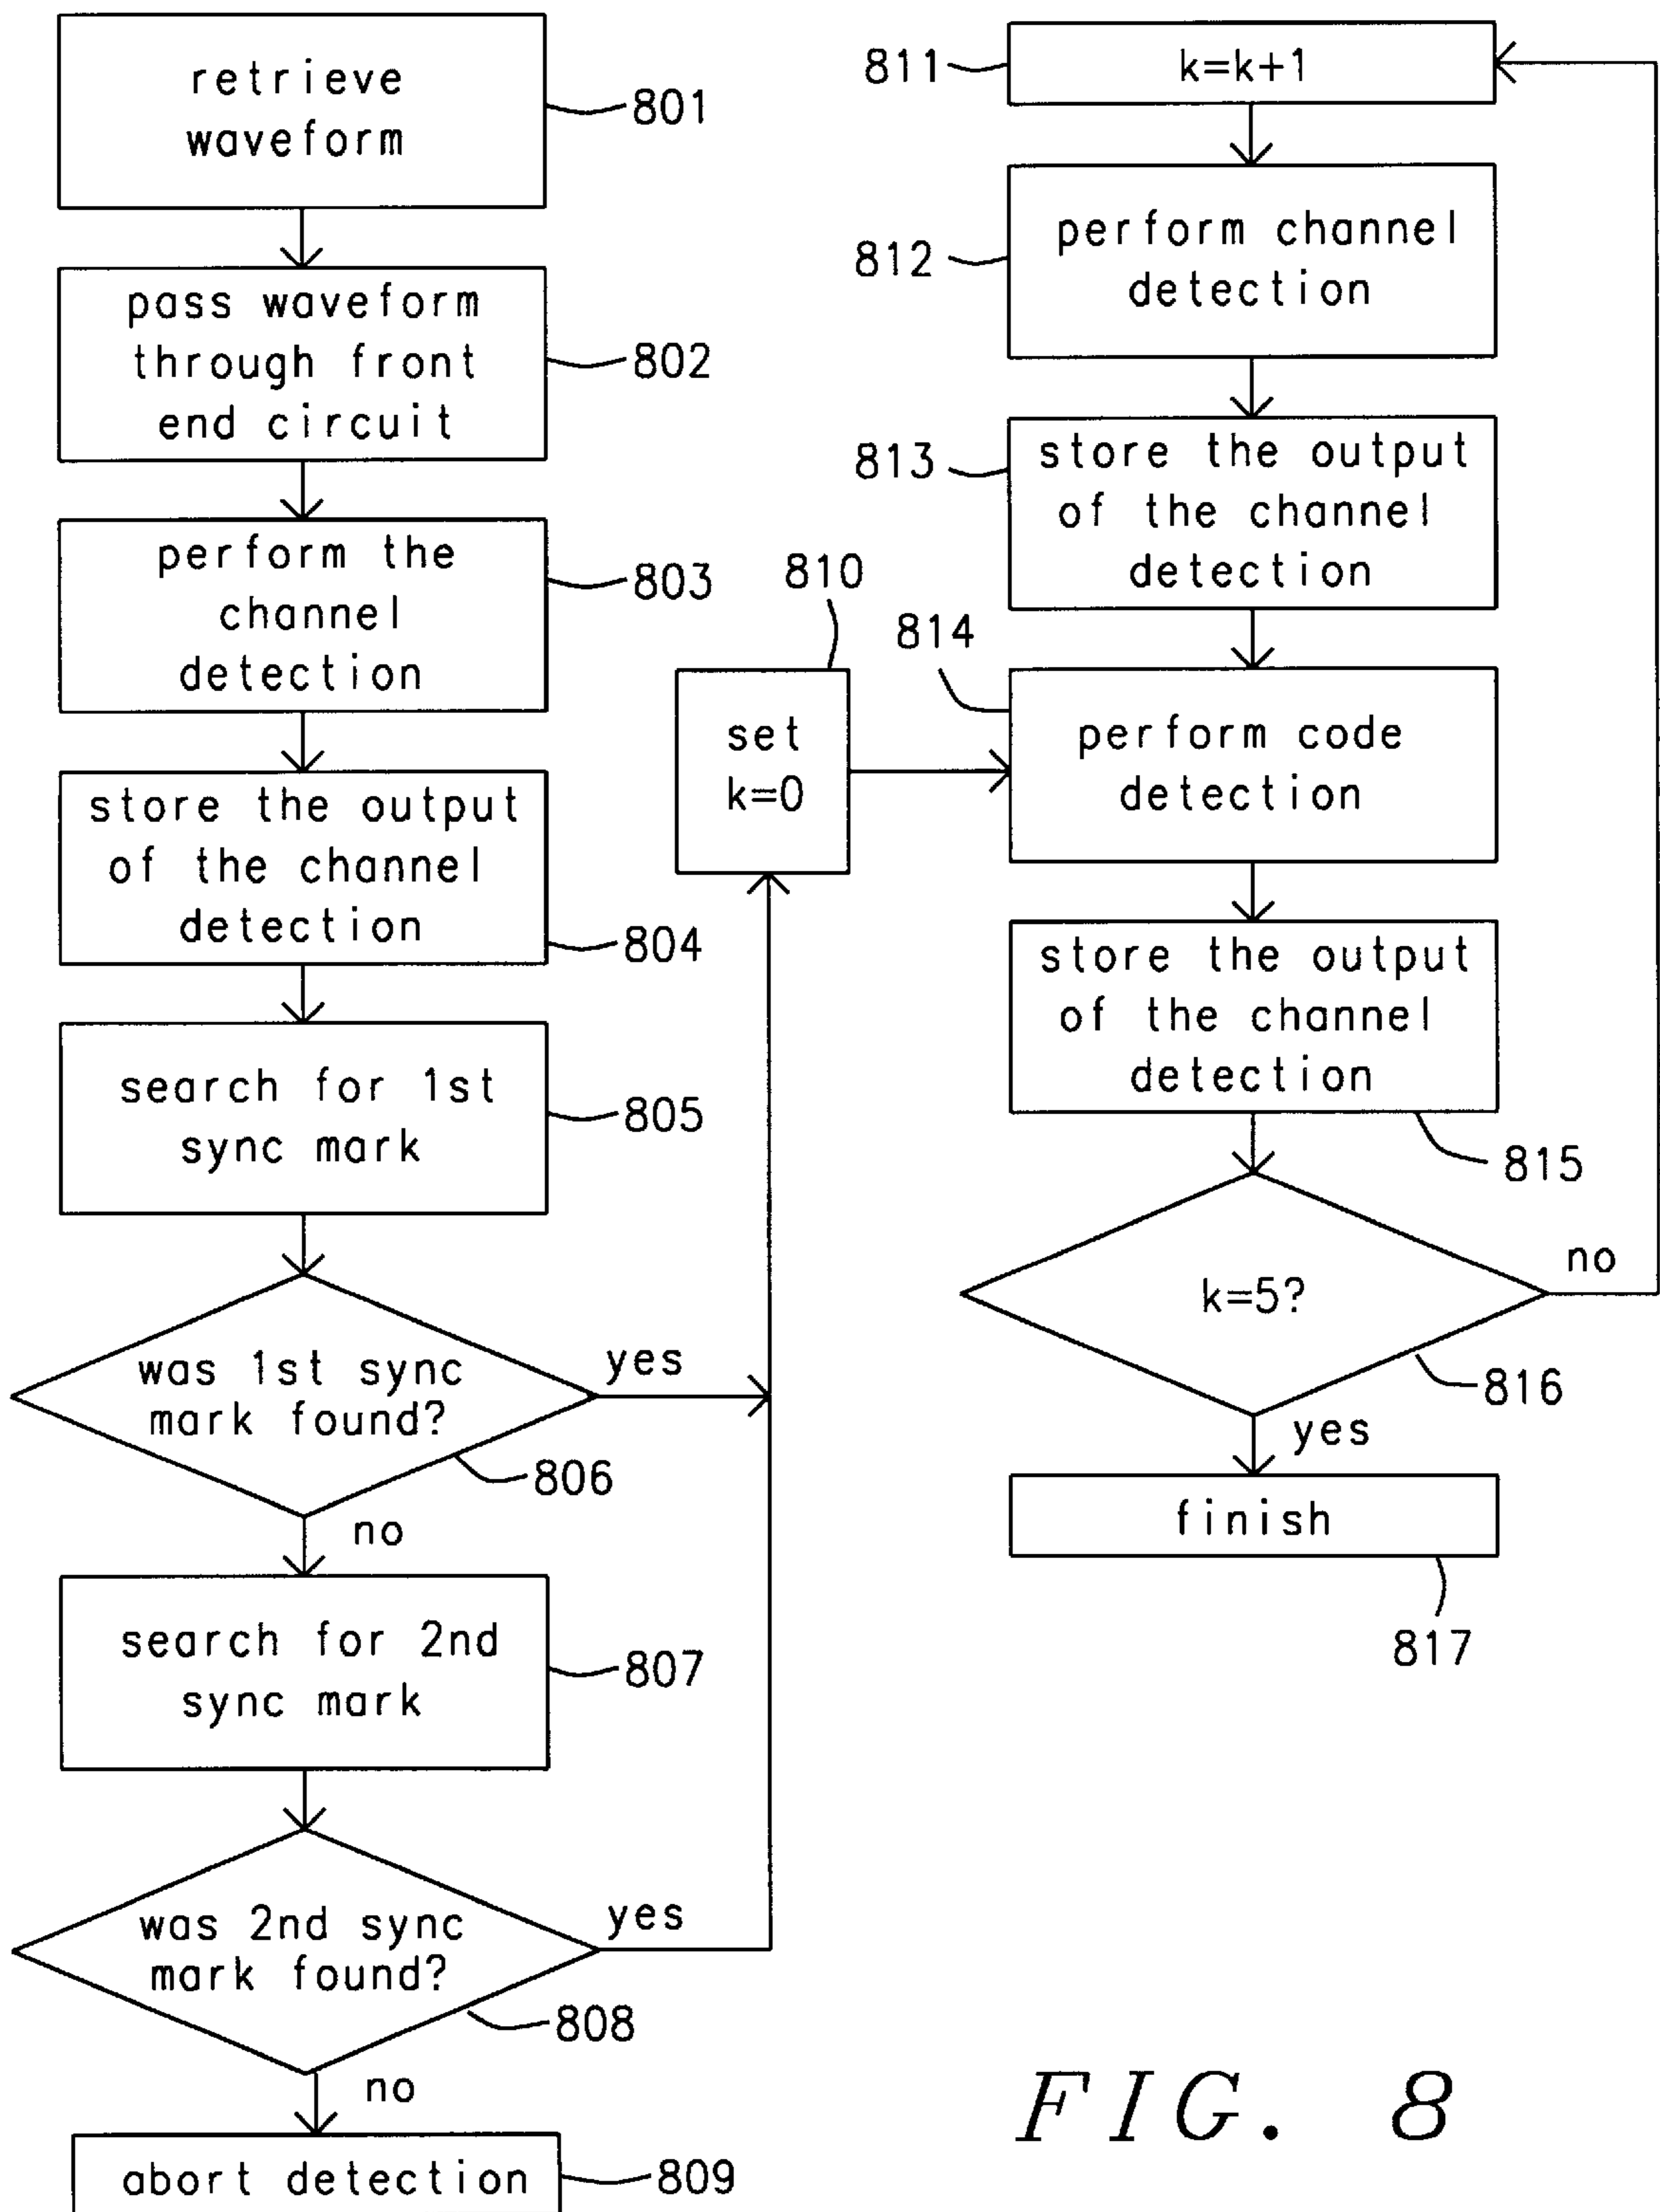 retrieve
waveform
801
pass waveform
through front
end circuit
802
perform the
channel
detection
803
store the output
of the channel
detection
804
search for 1st
sync mark
805
was 1st sync
mark found?
yes
806
no
search for 2nd
sync mark
807
was 2nd sync
mark found?
yes
808
no
abort detection
809
810
set
k=0
811
k=k+1
812
perform channel
detection
813
store the output
of the channel
detection
814
perform code
detection
store the output
of the channel
detection
815
k=5?
no
816
yes
finish
817
FIG. 8